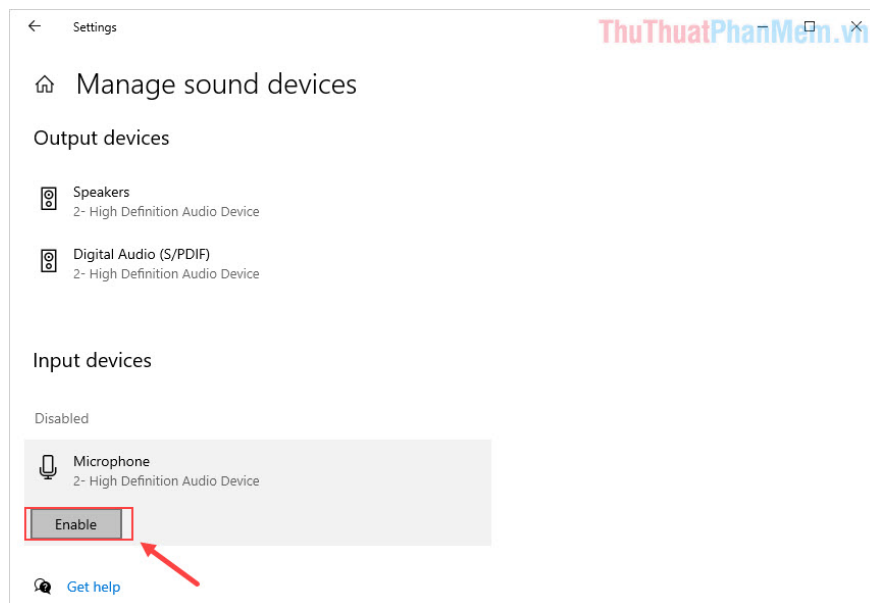 Settings
ThuThuatPhanMem.vn
Manage sound devices
Output devices
Speakers
2- High Definition Audio Device
Digital Audio (S/PDIF)
2- High Definition Audio Device
Input devices
Disabled
Microphone
2- High Definition Audio Device
Enable
Get help